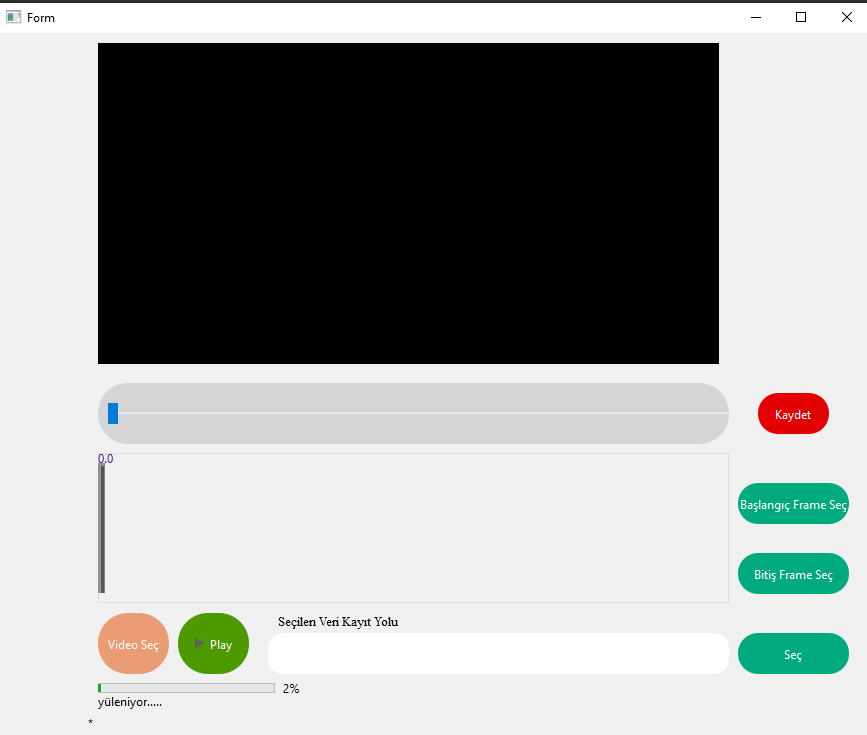 Form
Kaydet
0.0
Başlangıç Frame Seç
Bitiş Frame Seç
Seçilen Veri Kayıt Yolu
Video Seç
Play
Seç
2%
yüleniyor.....
*